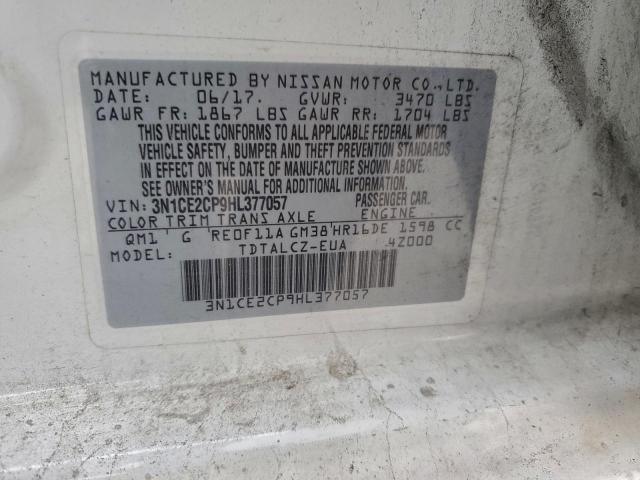 MANUFACTURED BY NISSAN MOTOR CO.,LTD.
DATE: 06/17. GVWR: 3470 LBS
GAWR FR: 1867 LBS GAWR RR: 1704 LBS
THIS VEHICLE CONFORMS TO ALL APPLICABLE FEDERAL MOTOR
VEHICLE SAFETY, BUMPER AND THEFT PREVENTION STANDARDS
IN EFFECT ON THE DATE OF MANUFACTURE SHOWN ABOVE.
SEE OWNER'S MANUAL FOR ADDITIONAL INFORMATION.
VIN: 3N1CE2CP9HL377057 PASSENGER CAR.
COLOR TRIM TRANS AXLE ENGINE
QM1 G RE0F11A GM38 HR16DE 1598 CC
MODEL: TDTALCZ-EUA 4Z000
3N1CE2CP9HL377057